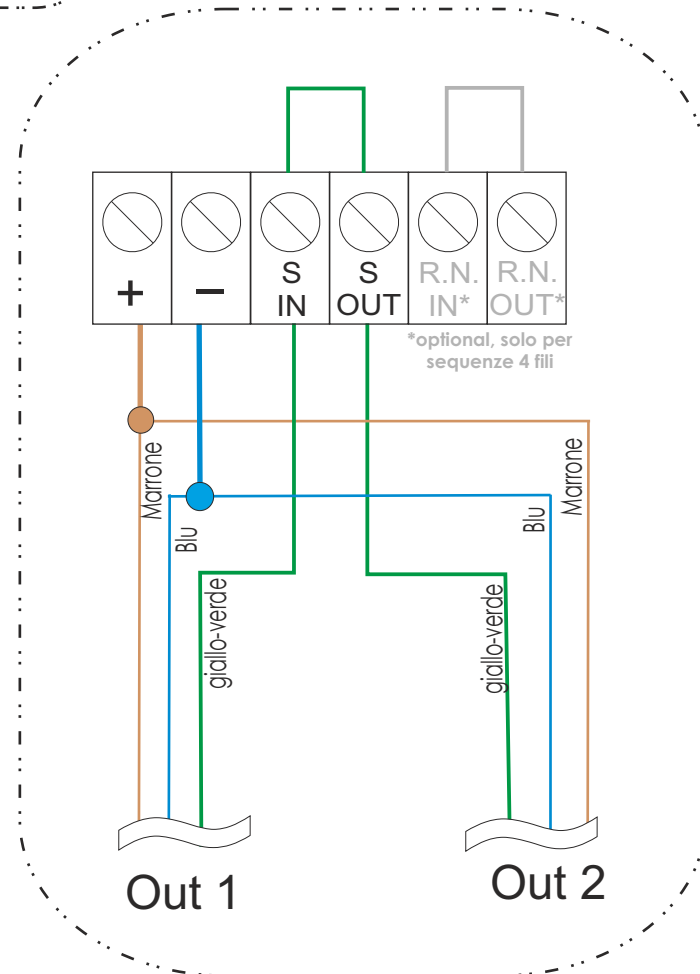 +
−
S
IN
S
OUT
R.N.
IN*
R.N.
OUT*
*optional, solo per
sequenze 4 fili
Marrone
Blu
giallo-verde
Marrone
Blu
giallo-verde
Out 1
Out 2